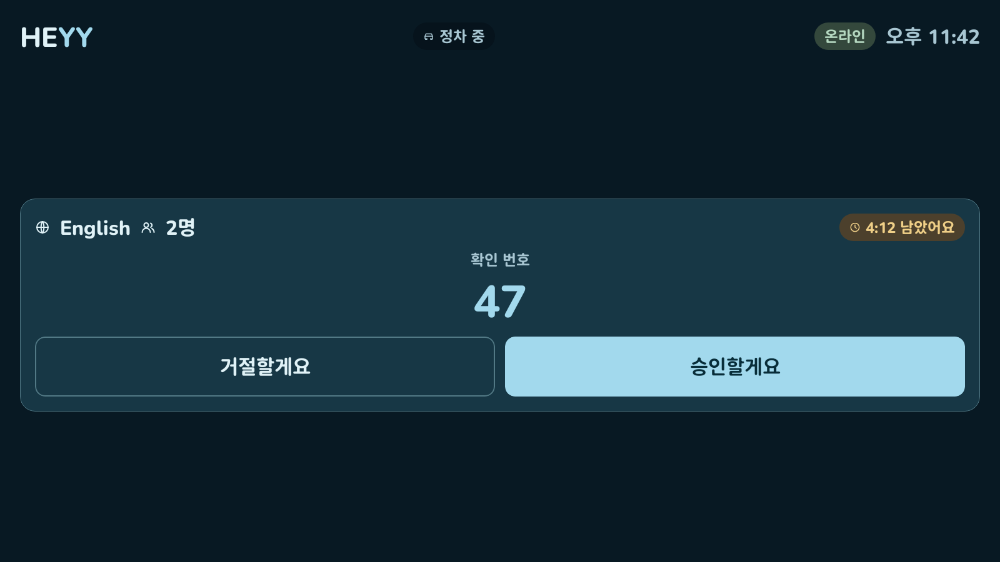 HEYY
정차 중
온라인 오후 11:42
English 2명
4:12 남았어요
확인 번호
47
거절할게요
승인할게요